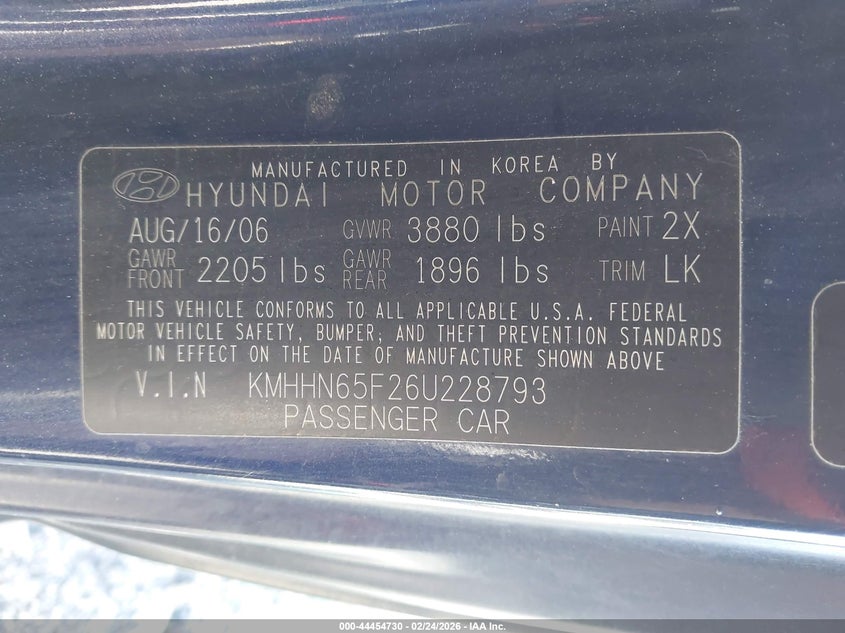 MANUFACTURED IN KOREA BY
HYUNDAI MOTOR COMPANY
AUG/16/06 GVWR 3880 lbs PAINT 2X
GAWR FRONT 2205 lbs GAWR REAR 1896 lbs TRIM LK
THIS VEHICLE CONFORMS TO ALL APPLICABLE U.S.A. FEDERAL
MOTOR VEHICLE SAFETY, BUMPER, AND THEFT PREVENTION STANDARDS
IN EFFECT ON THE DATE OF MANUFACTURE SHOWN ABOVE
V.I.N KMHHN65F26U228793
PASSENGER CAR
000-44454730 - 02/24/2026 - IAA Inc.